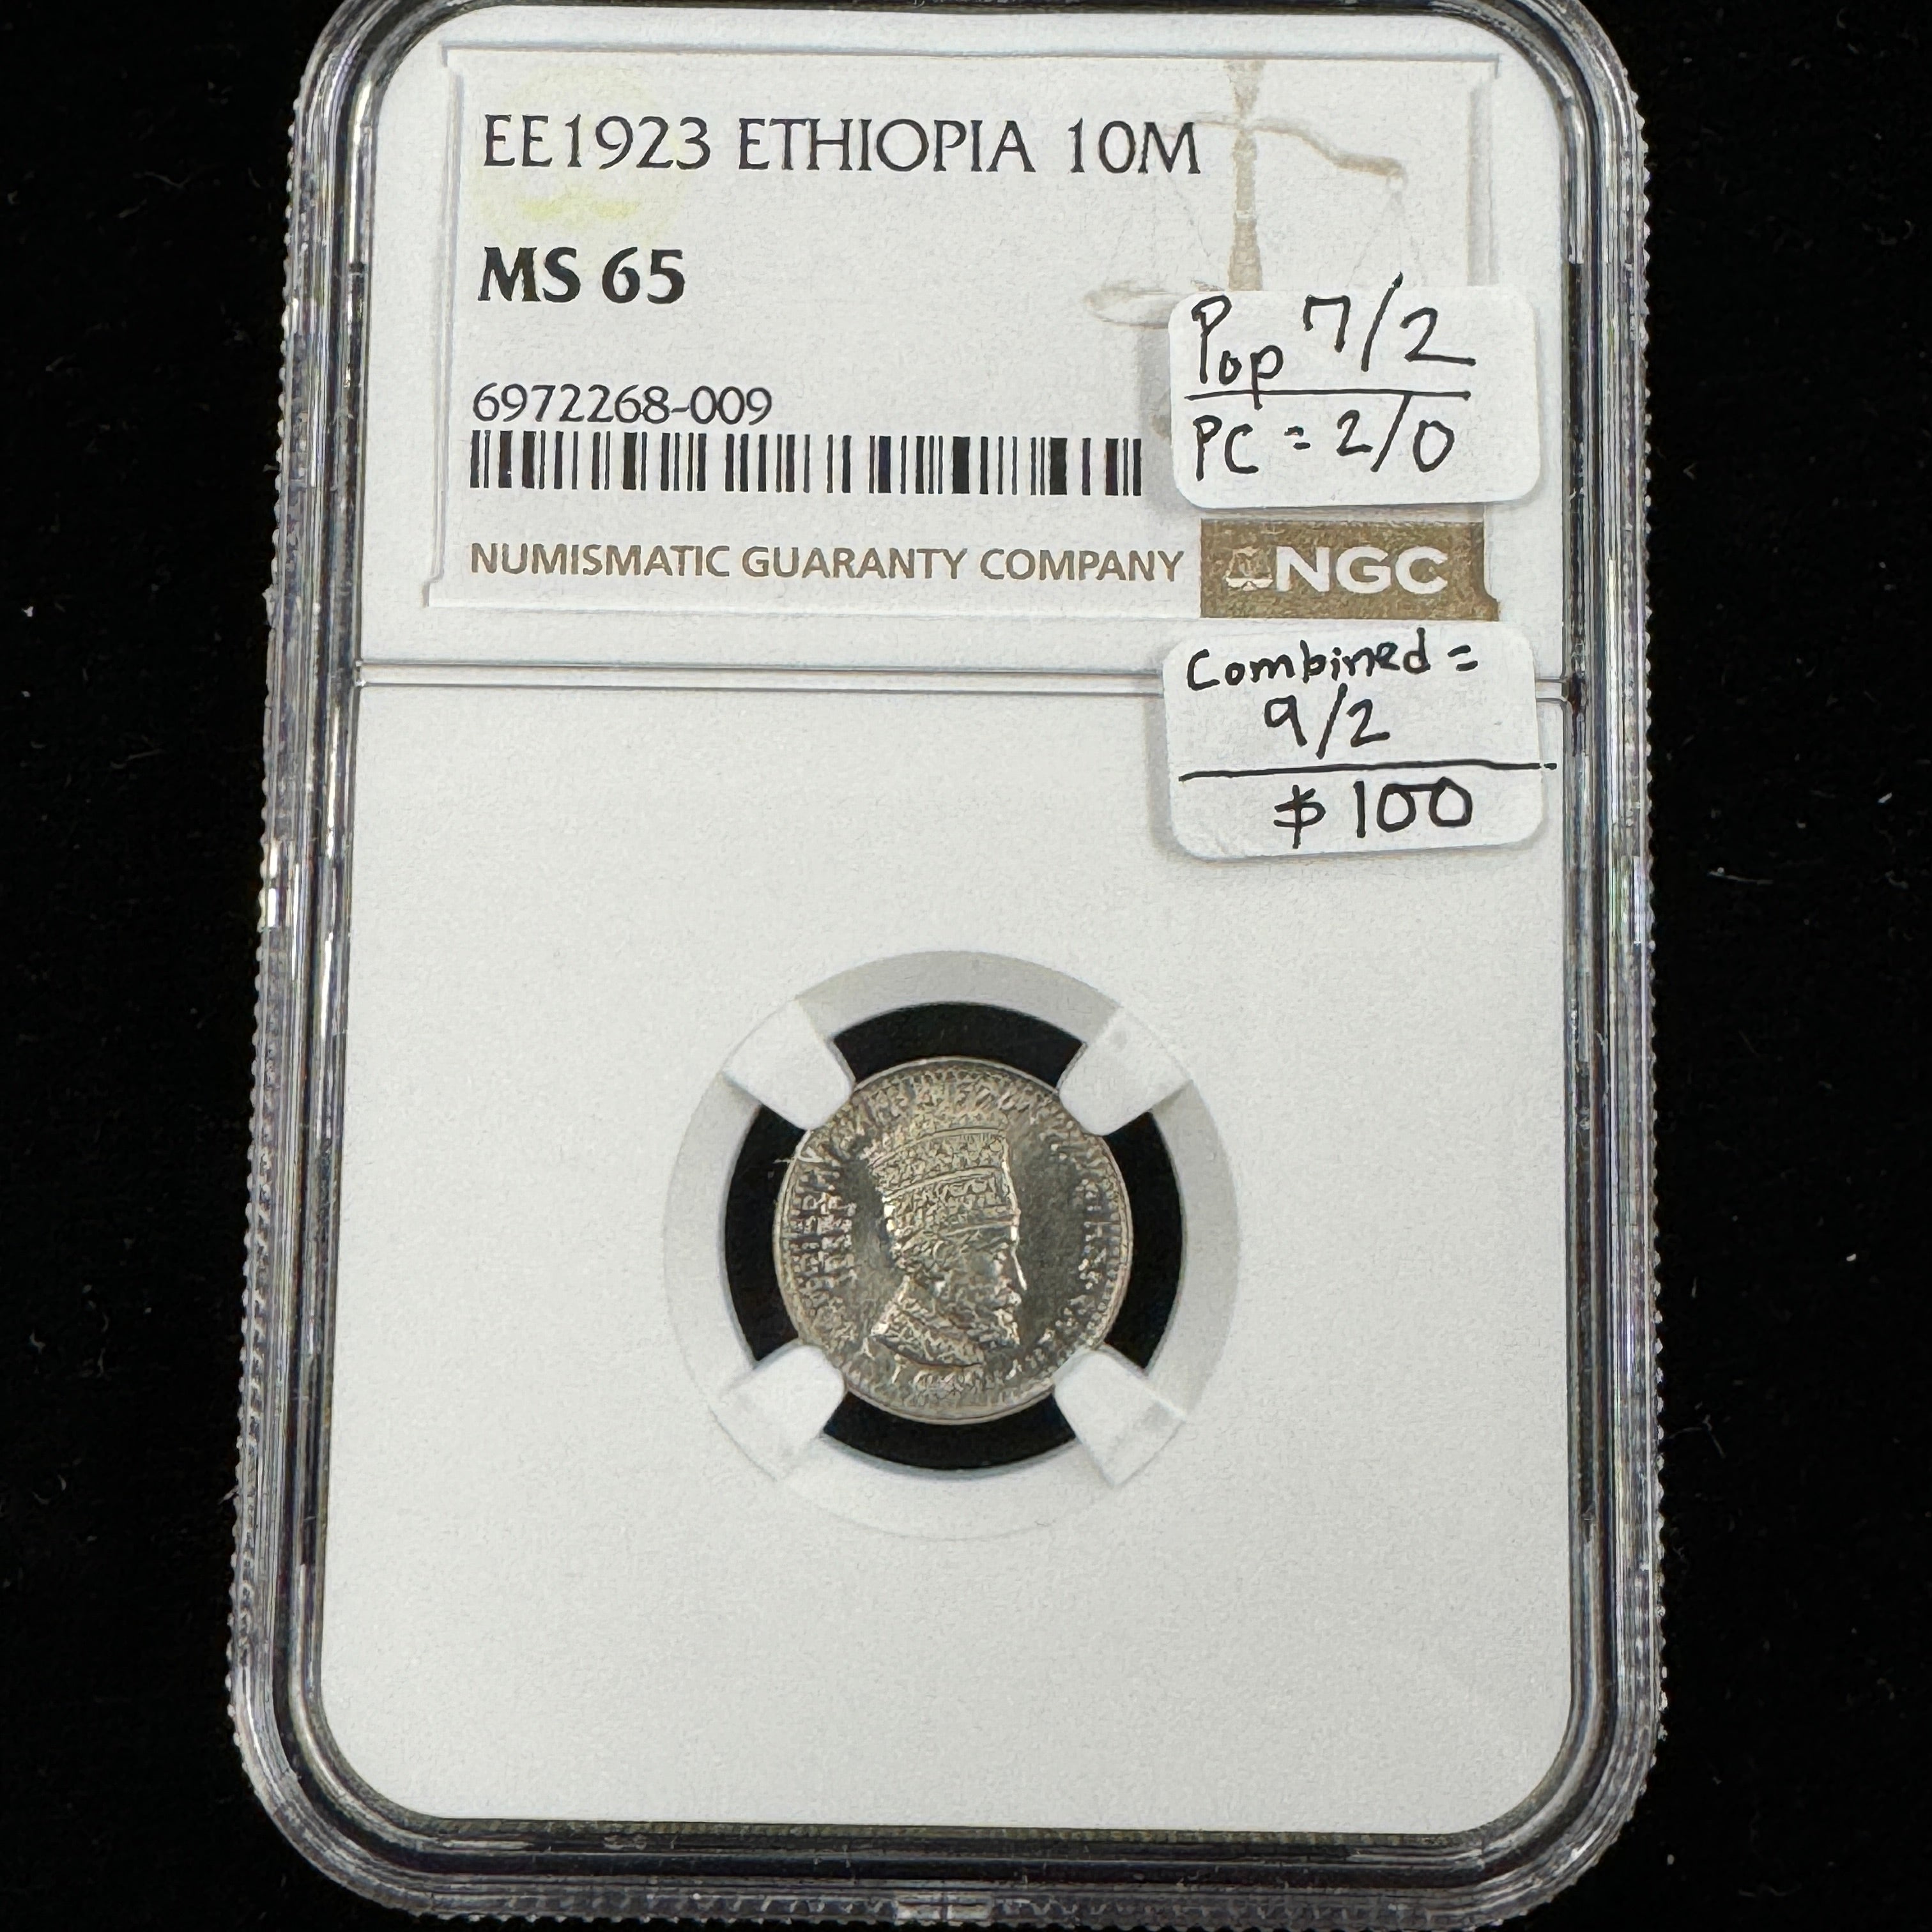 EE1923 ETHIOPIA 10M
MS 65
6972268-009
NUMISMATIC GUARANTY COMPANY
NGC
Pop 7/2
PC = 2/0
Combined =
9/2
$100